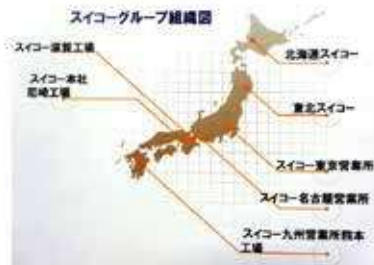 スイコーグループ組織図
スイコー滋賀工場
スイコー本社
尼崎工場
北海道スイコー
東北スイコー
スイコー東京営業所
スイコー名古屋営業所
スイコー九州営業所熊本
工場